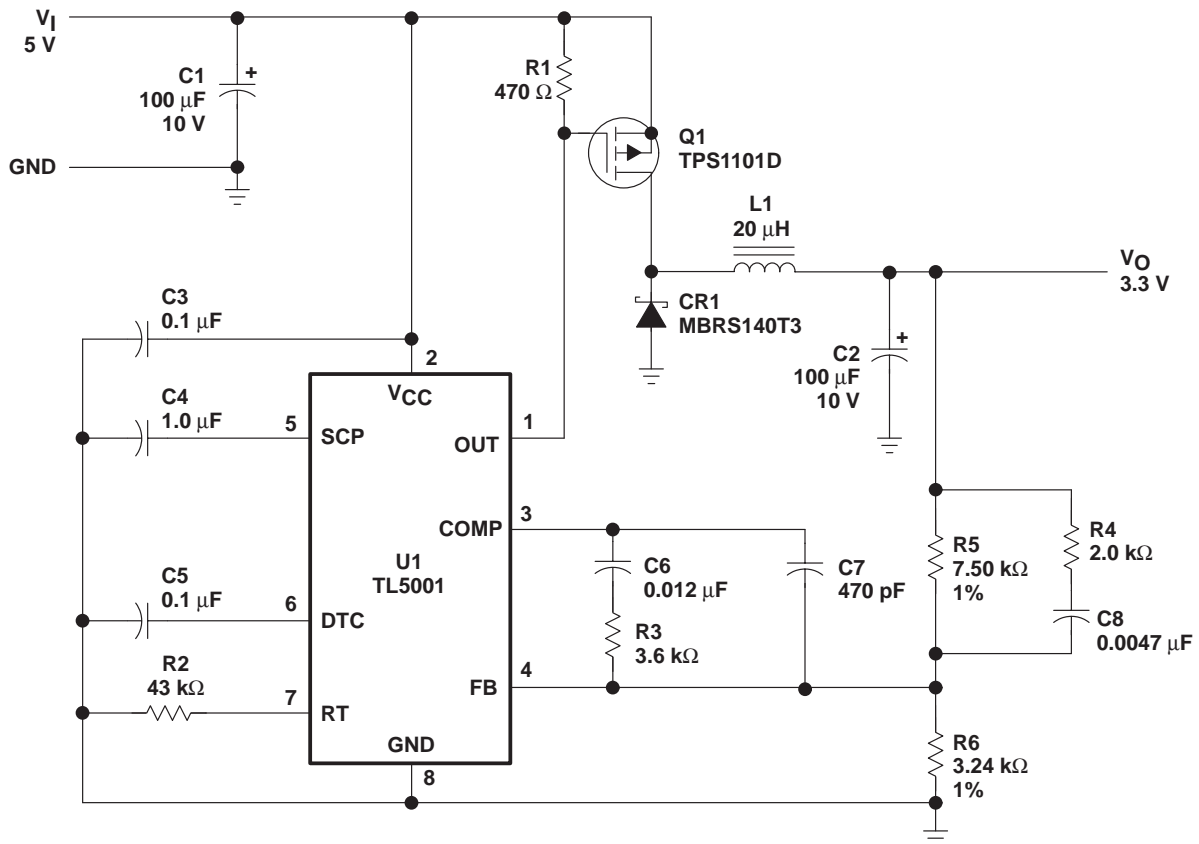 VI
5 V
C1
100 μF
10 V
+
GND
R1
470 Ω
Q1
TPS1101D
L1
20 μH
VO
3.3 V
CR1
MBRS140T3
C2
100 μF
10 V
+
C3
0.1 μF
2
VCC
C4
1.0 μF
5
SCP
1
OUT
3
COMP
U1
TL5001
C6
0.012 μF
R3
3.6 kΩ
C7
470 pF
R5
7.50 kΩ
1%
R4
2.0 kΩ
C8
0.0047 μF
C5
0.1 μF
6
DTC
R2
43 kΩ
7
RT
4
FB
GND
8
R6
3.24 kΩ
1%